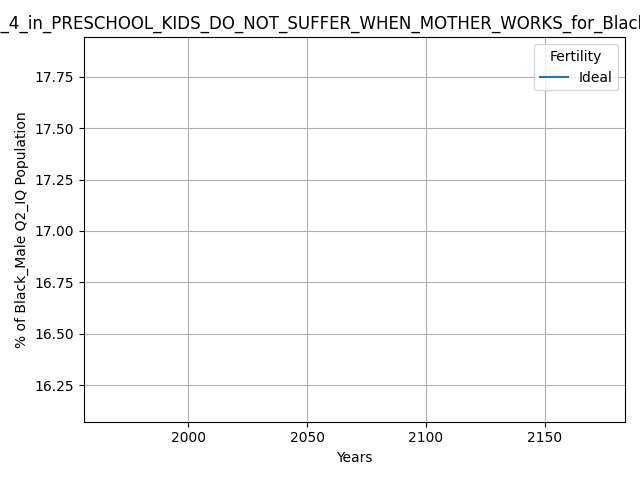 _4_in_PRESCHOOL_KIDS_DO_NOT_SUFFER_WHEN_MOTHER_WORKS_for_Black
Fertility
Ideal
17.75
17.50
17.25
17.00
16.75
16.50
16.25
% of Black_Male Q2_IQ Population
2000 2050 2100 2150
Years